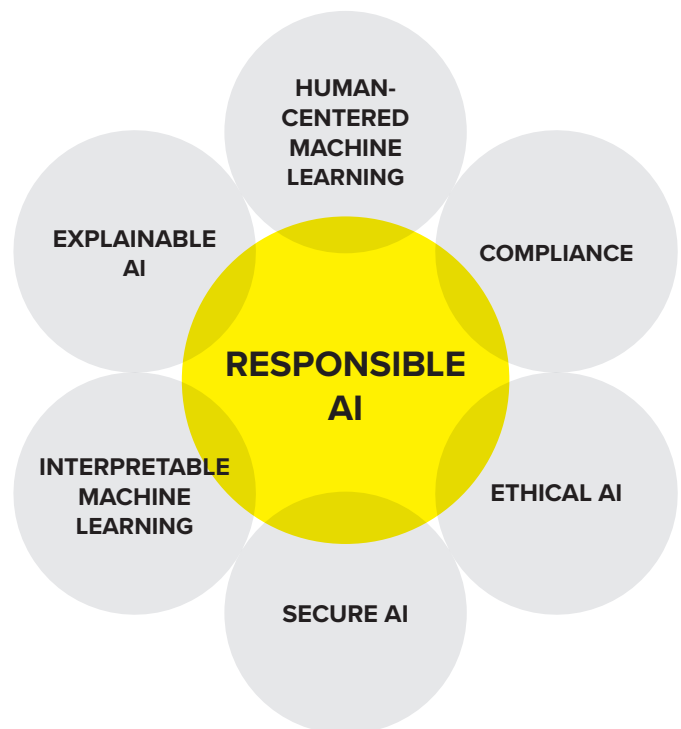 HUMAN-
CENTERED
MACHINE
LEARNING
EXPLAINABLE
AI
COMPLIANCE
RESPONSIBLE
AI
INTERPRETABLE
MACHINE
LEARNING
ETHICAL AI
SECURE AI